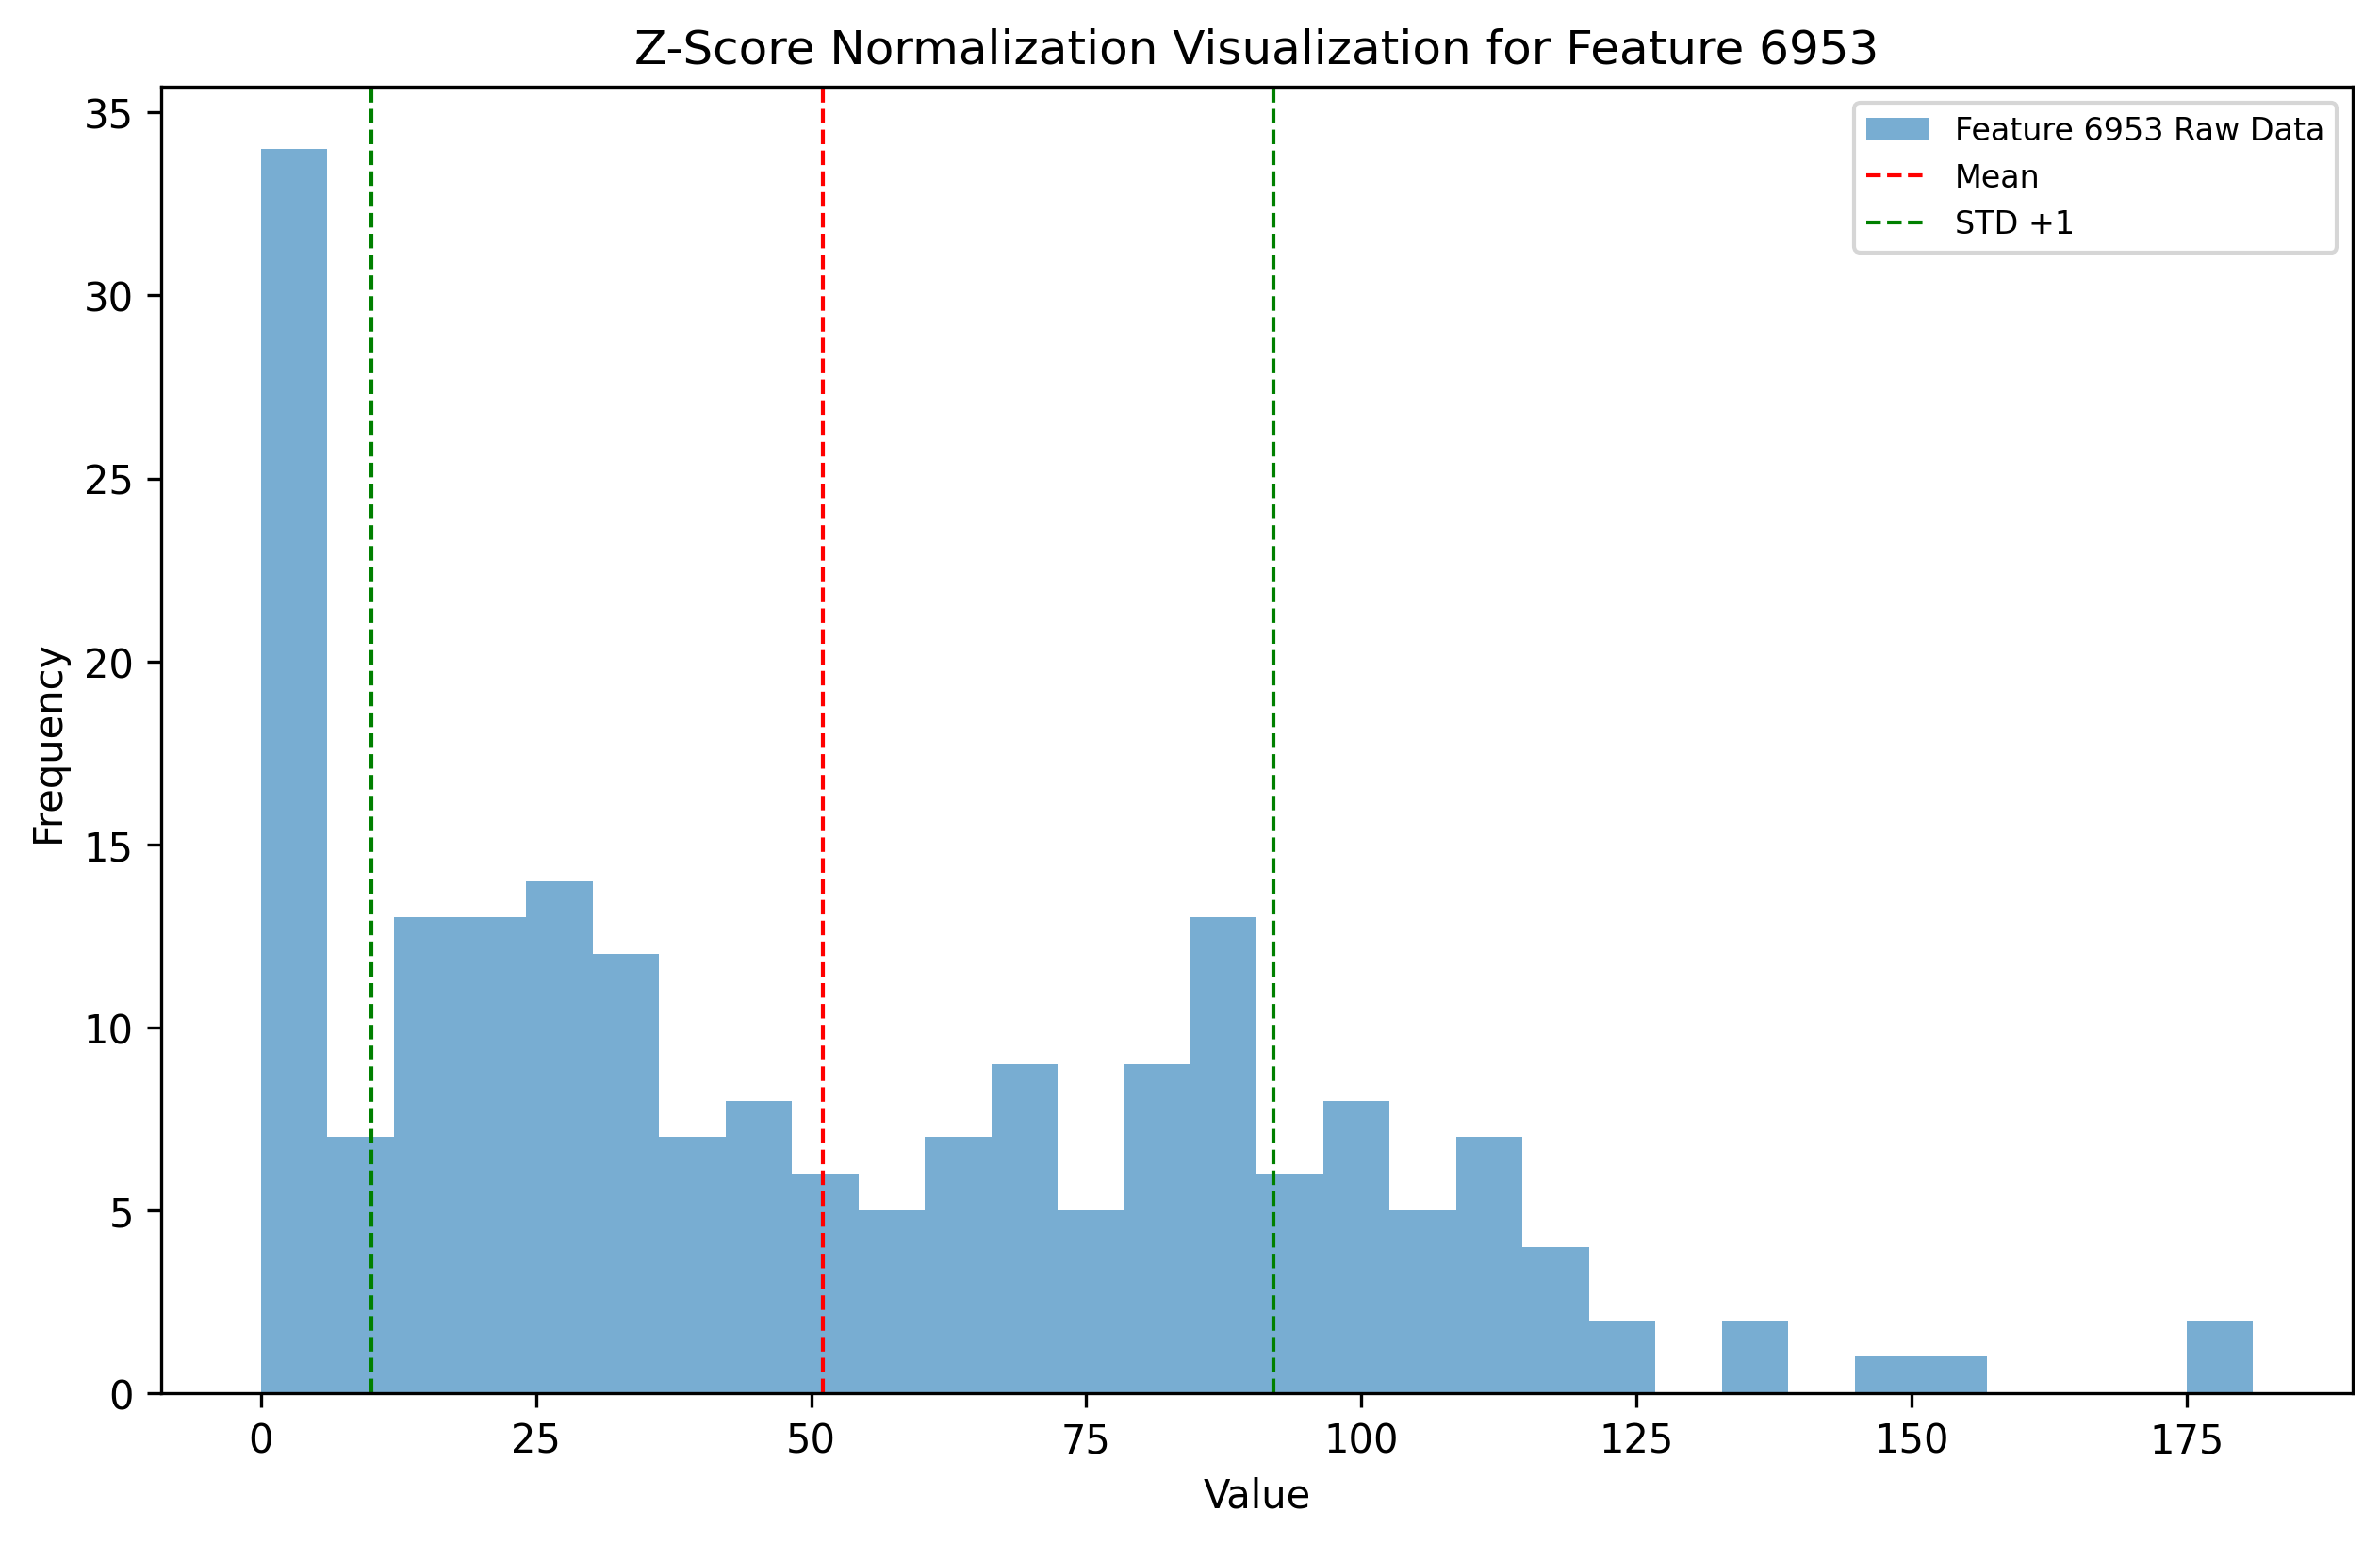 Z-Score Normalization Visualization for Feature 6953
Feature 6953 Raw Data
Mean
STD +1
35
30
25
20
15
10
5
0
Frequency
0 25 50 75 100 125 150 175
Value